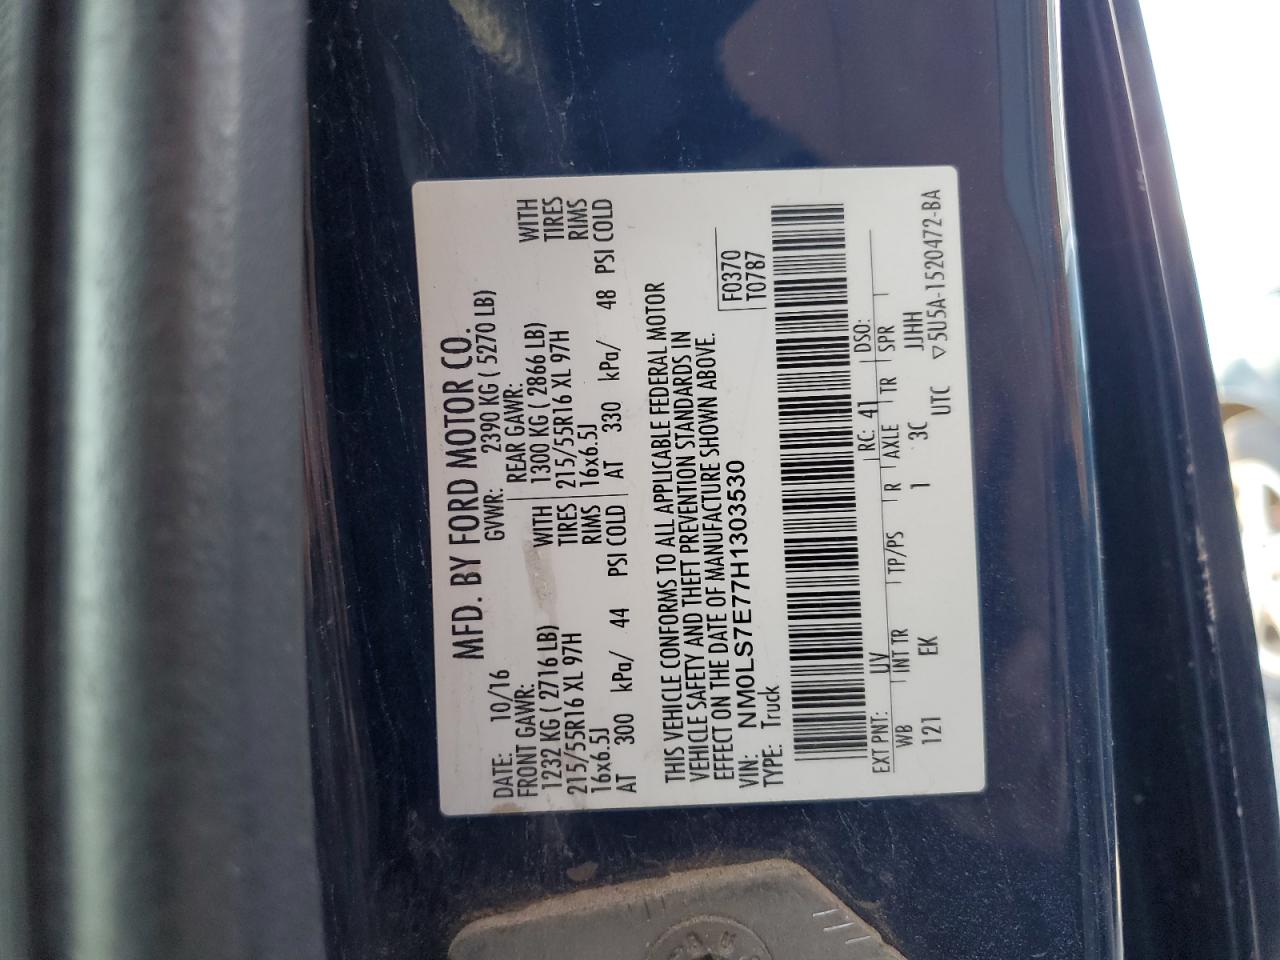 MFD. BY FORD MOTOR CO.
DATE: 10/16 GVWR: 2390 KG ( 5270 LB)
FRONT GAWR: REAR GAWR:
1232 KG ( 2716 LB) WITH 1300 KG ( 2866 LB) WITH
215/55R16 XL 97H TIRES 215/55R16 XL 97H TIRES
16x6.5J RIMS 16x6.5J RIMS
AT 300 kPa/ 44 PSI COLD AT 330 kPa/ 48 PSI COLD
THIS VEHICLE CONFORMS TO ALL APPLICABLE FEDERAL MOTOR
VEHICLE SAFETY AND THEFT PREVENTION STANDARDS IN
EFFECT ON THE DATE OF MANUFACTURE SHOWN ABOVE.
VIN: NM0LS7E77H1303530 F0370
TYPE: Truck T0787
EXT PNT: UY RC: 41 DSO:
WB INT TR TP/PS R AXLE TR SPR
121 EK 1 3C JJHH
UTC ▽5U5A-1520472-BA